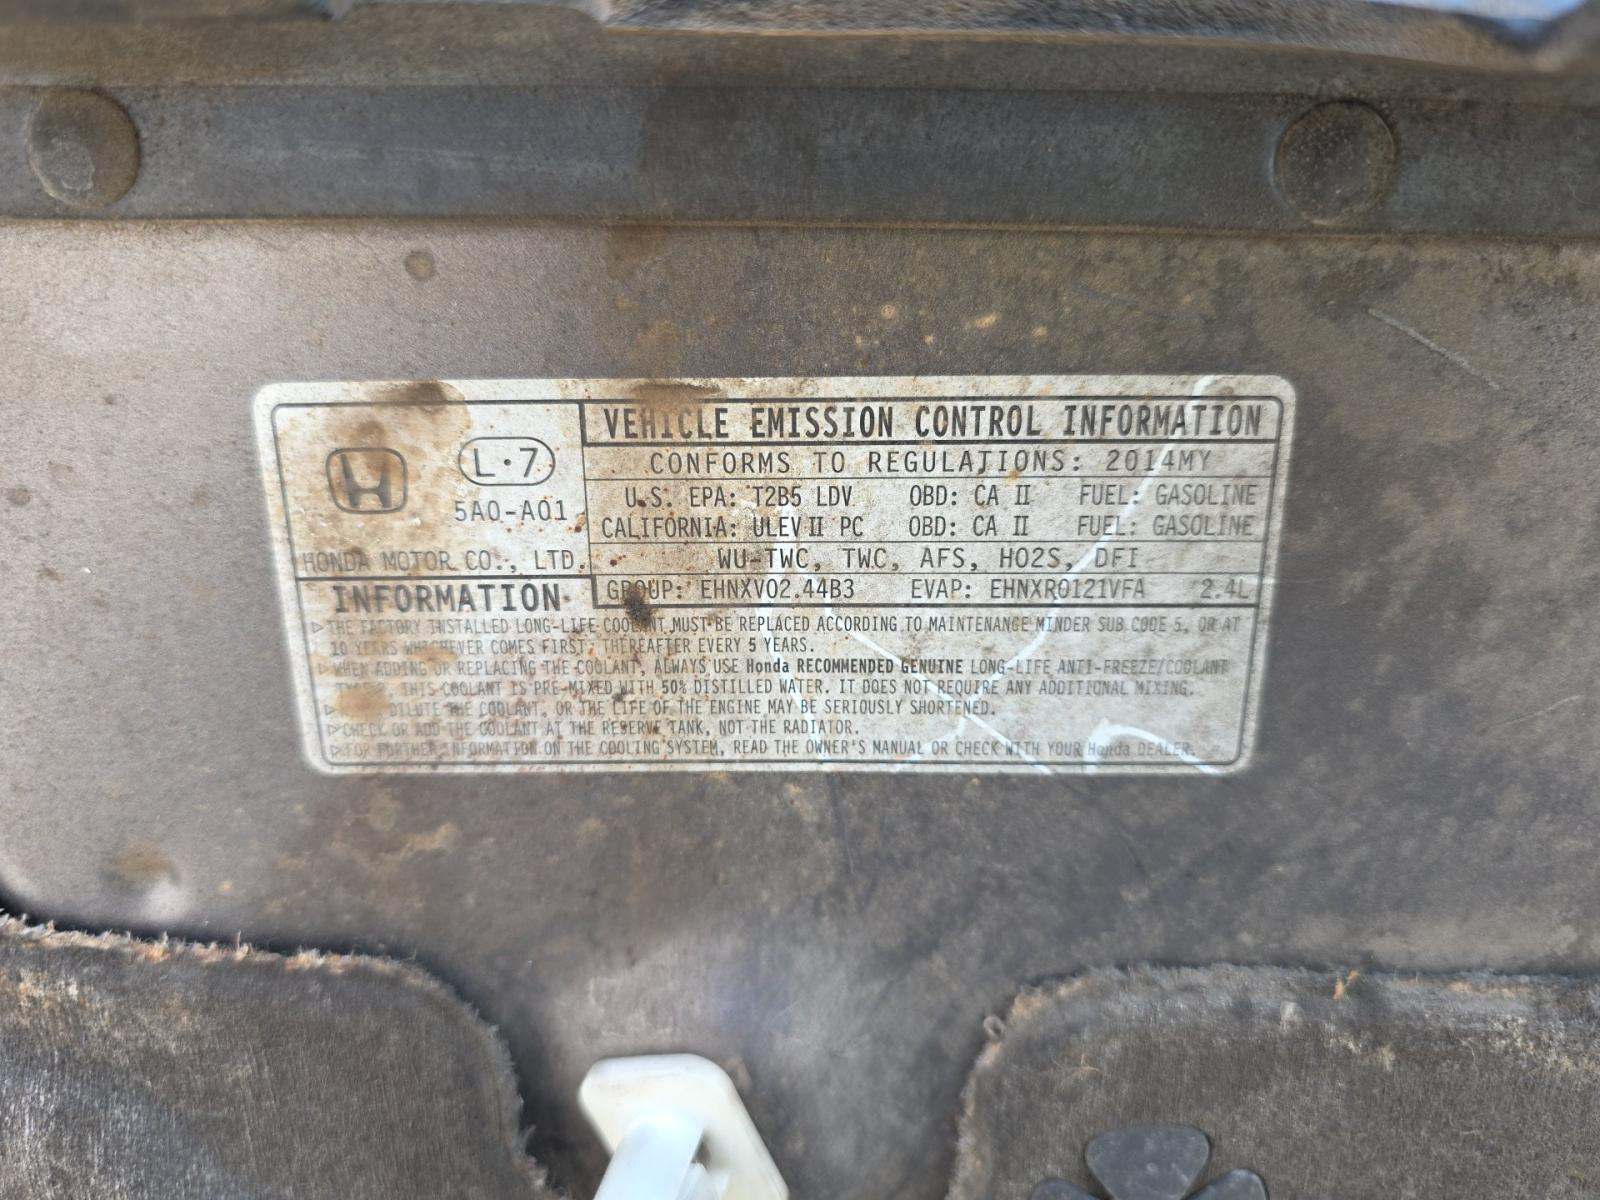 L·7
5A0-A01
HONDA MOTOR CO., LTD.
VEHICLE EMISSION CONTROL INFORMATION
CONFORMS TO REGULATIONS: 2014MY
U.S. EPA: T2B5 LDV OBD: CA II FUEL: GASOLINE
CALIFORNIA: ULEV II PC OBD: CA II FUEL: GASOLINE
WU-TWC, TWC, AFS, HO2S, DFI
GROUP: EHNXV02.44B3 EVAP: EHNXR0121VFA 2.4L
INFORMATION
▷THE FACTORY INSTALLED LONG-LIFE COOLANT MUST BE REPLACED ACCORDING TO MAINTENANCE MINDER SUB CODE 5, OR AT
10 YEARS WHICHEVER COMES FIRST, THEREAFTER EVERY 5 YEARS.
▷WHEN ADDING OR REPLACING THE COOLANT, ALWAYS USE Honda RECOMMENDED GENUINE LONG-LIFE ANTI-FREEZE/COOLANT
THIS COOLANT IS PRE-MIXED WITH 50% DISTILLED WATER. IT DOES NOT REQUIRE ANY ADDITIONAL MIXING.
▷ DILUTE THE COOLANT, OR THE LIFE OF THE ENGINE MAY BE SERIOUSLY SHORTENED.
▷CHECK OR ADD THE COOLANT AT THE RESERVE TANK, NOT THE RADIATOR.
▷FOR FURTHER INFORMATION ON THE COOLING SYSTEM, READ THE OWNER'S MANUAL OR CHECK WITH YOUR Honda DEALER.